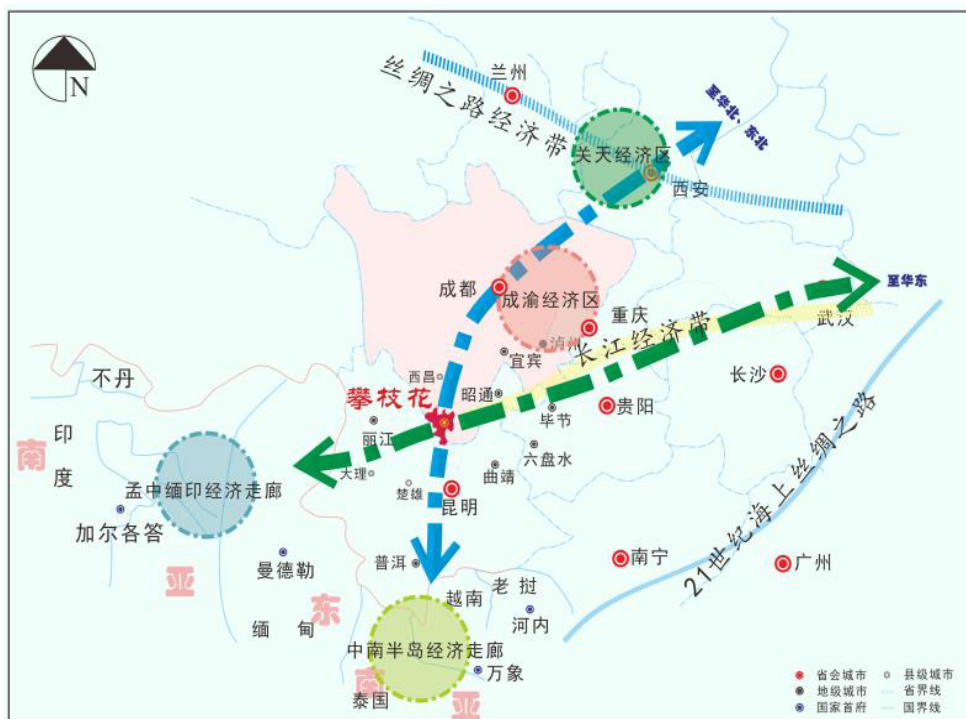 N
兰州
丝绸之路经济带
至华北、东北
关天经济区
西安
成都
成渝经济区
至华东
重庆
武汉
泸州
长江经济带
宜宾
西昌
昭通
长沙
不丹
攀枝花
贵阳
毕节
丽江
印度
南
六盘水
大理
曲靖
楚雄
孟中缅印经济走廊
昆明
加尔各答
21世纪海上丝绸之路
曼德勒
普洱
南宁
广州
亚
越南
老挝
东
河内
缅甸
中南半岛经济走廊
万象
南
泰国
亚
省会城市
县级城市
地级城市
省界线
国家首府
国界线